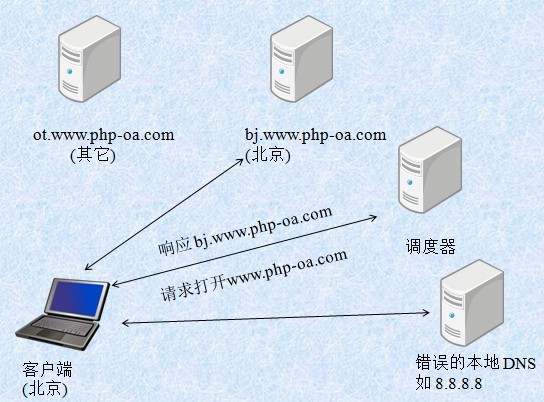 ot.www.php-oa.com
(其它)
bj.www.php-oa.com
(北京)
响应 bj.www.php-oa.com
调度器
请求打开www.php-oa.com
客户端
(北京)
错误的本地 DNS
如 8.8.8.8